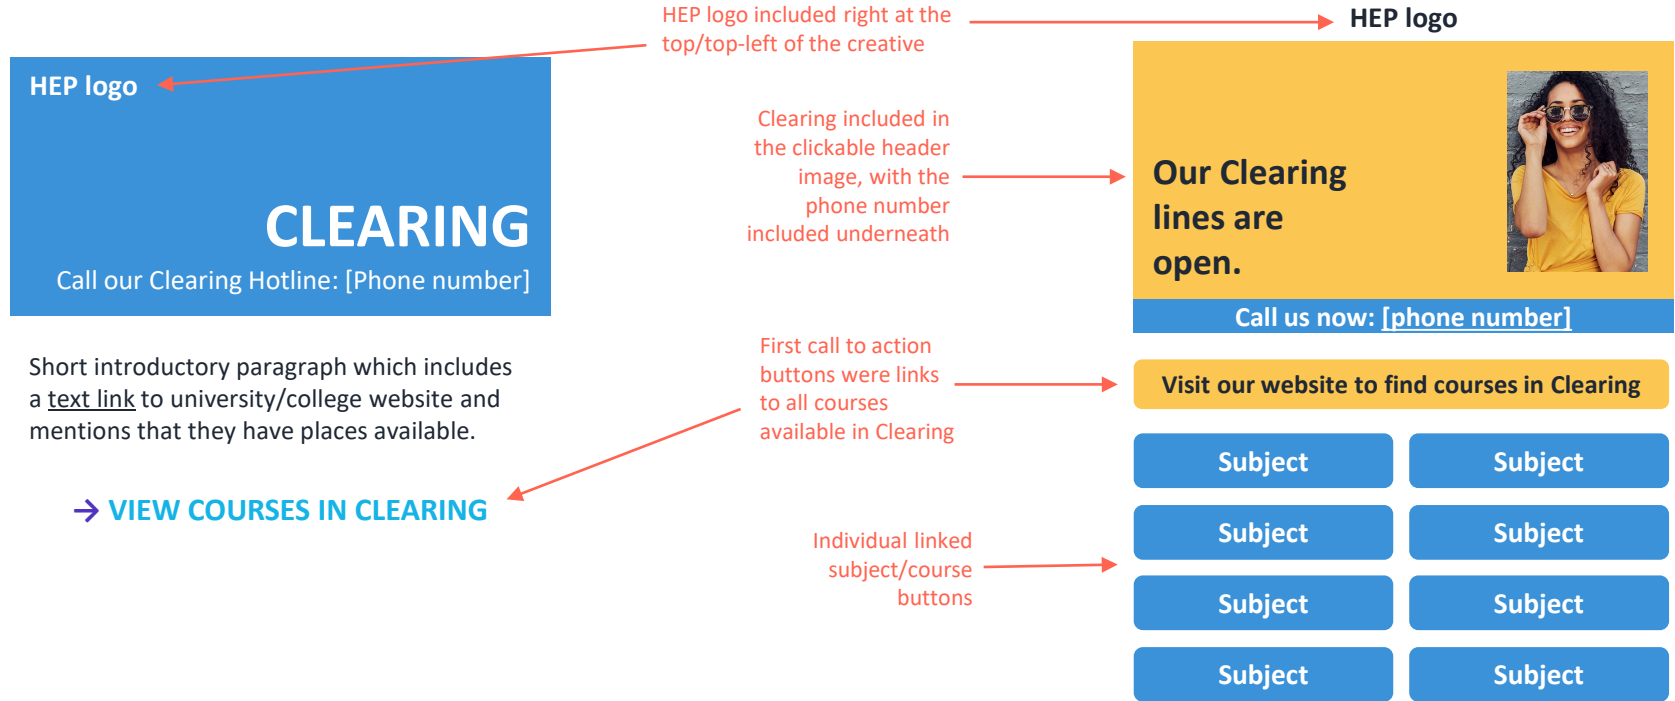 HEP logo included right at the
top/top-left of the creative
HEP logo
HEP logo
CLEARING
Call our Clearing Hotline: [Phone number]
Short introductory paragraph which includes
a text link to university/college website and
mentions that they have places available.
→ VIEW COURSES IN CLEARING
Clearing included in
the clickable header
image, with the
phone number
included underneath
First call to action
buttons were links
to all courses
available in Clearing
Individual linked
subject/course
buttons
Our Clearing
lines are
open.
Call us now: [phone number]
Visit our website to find courses in Clearing
Subject
Subject
Subject
Subject
Subject
Subject
Subject
Subject